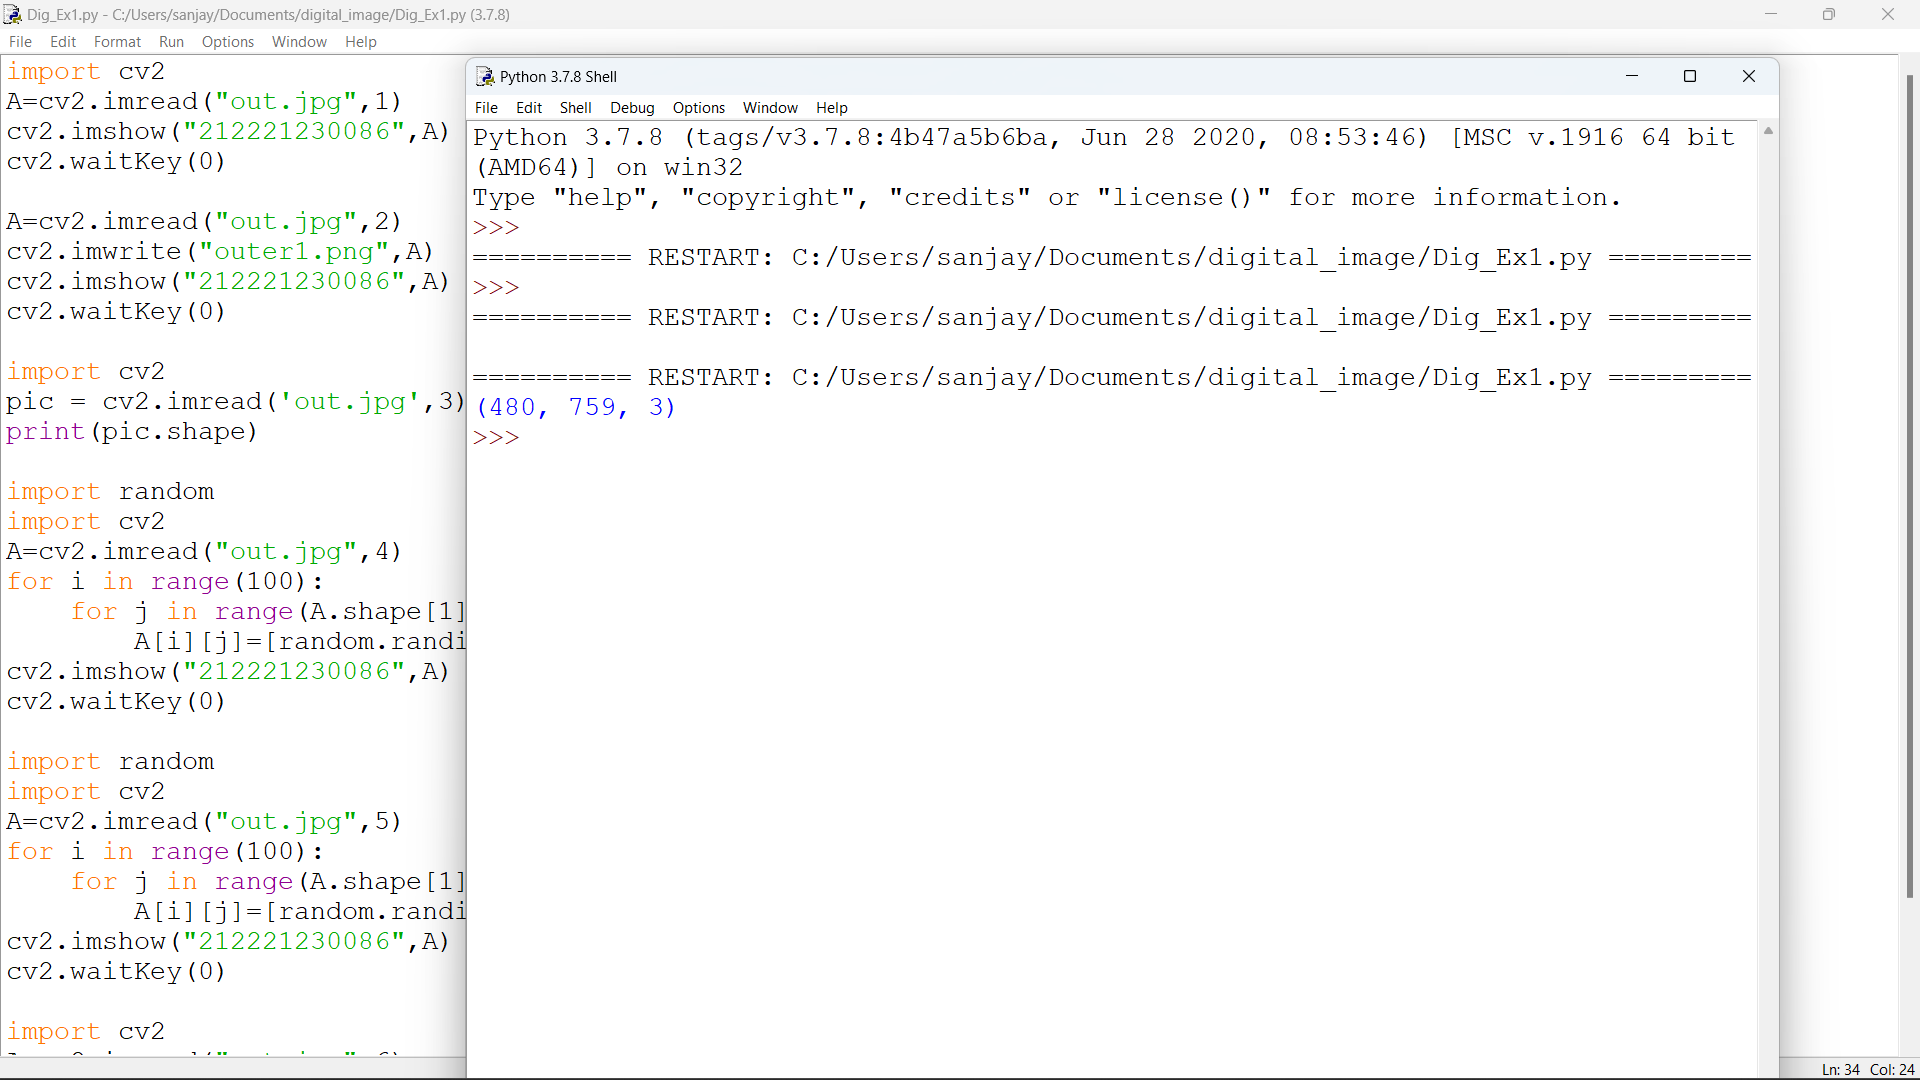 Dig_Ex1.py - C:/Users/sanjay/Documents/digital_image/Dig_Ex1.py (3.7.8)
File Edit Format Run Options Window Help
import cv2
A=cv2.imread("out.jpg",1)
cv2.imshow("212221230086",A)
cv2.waitKey(0)
A=cv2.imread("out.jpg",2)
cv2.imwrite("outer1.png",A)
cv2.imshow("212221230086",A)
cv2.waitKey(0)
import cv2
pic = cv2.imread('out.jpg',3)
print(pic.shape)
import random
import cv2
A=cv2.imread("out.jpg",4)
for i in range(100):
    for j in range(A.shape[1]
        A[i][j]=[random.randi
cv2.imshow("212221230086",A)
cv2.waitKey(0)
import random
import cv2
A=cv2.imread("out.jpg",5)
for i in range(100):
    for j in range(A.shape[1]
        A[i][j]=[random.randi
cv2.imshow("212221230086",A)
cv2.waitKey(0)
import cv2
Python 3.7.8 Shell
File Edit Shell Debug Options Window Help
Python 3.7.8 (tags/v3.7.8:4b47a5b6ba, Jun 28 2020, 08:53:46) [MSC v.1916 64 bit
(AMD64)] on win32
Type "help", "copyright", "credits" or "license()" for more information.
>>>
========== RESTART: C:/Users/sanjay/Documents/digital_image/Dig_Ex1.py =========
>>>
========== RESTART: C:/Users/sanjay/Documents/digital_image/Dig_Ex1.py =========
========== RESTART: C:/Users/sanjay/Documents/digital_image/Dig_Ex1.py =========
(480, 759, 3)
>>>
Ln: 34 Col: 24